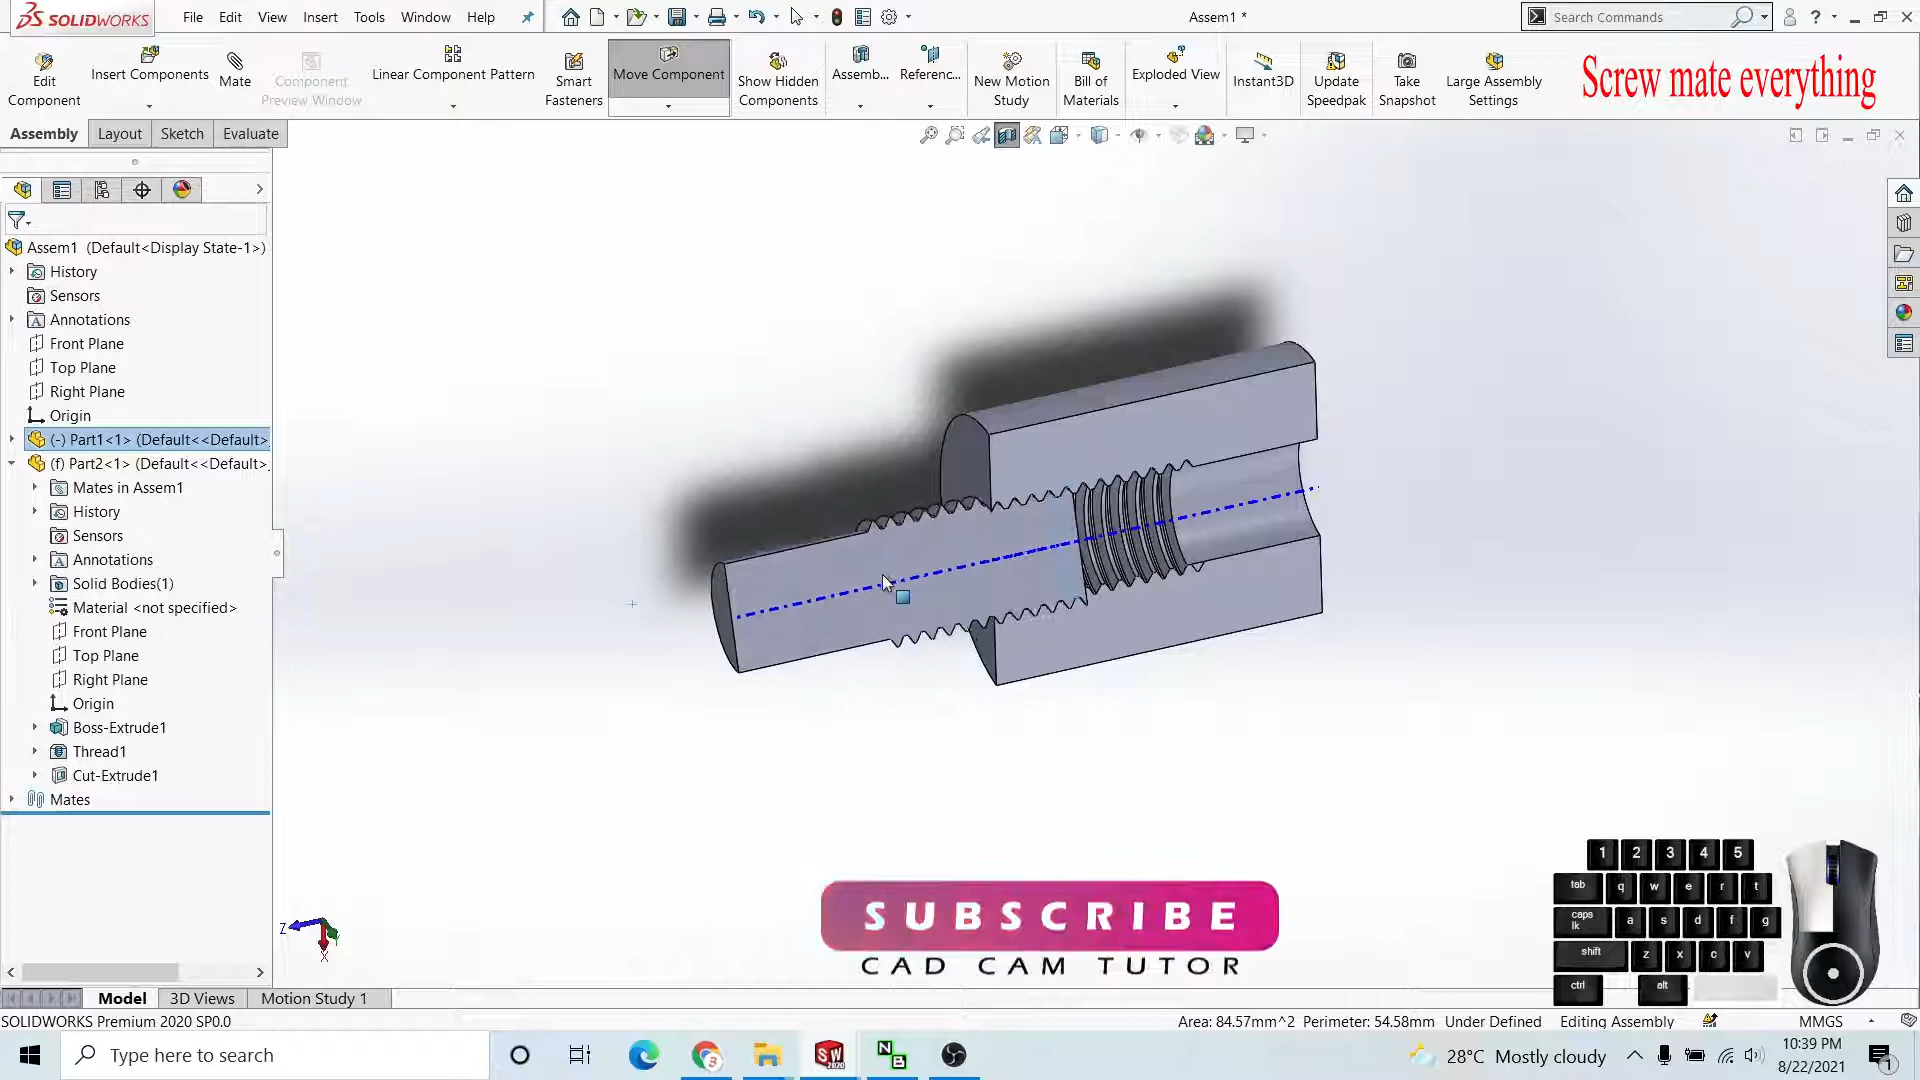 SOLIDWORKS File Edit View Insert Tools Window Help Assem1 * Search Commands ?
Edit Component Insert Components Mate Component Preview Window Linear Component Pattern Smart Fasteners Move Component Show Hidden Components Assemb... Referenc... New Motion Study Bill of Materials Exploded View Instant3D Update Speedpak Take Snapshot Large Assembly Settings
Screw mate everything
Assembly Layout Sketch Evaluate
Assem1 (Default<Display State-1>)
History
Sensors
Annotations
Front Plane
Top Plane
Right Plane
Origin
(-) Part1<1> (Default<<Default>
(f) Part2<1> (Default<<Default>
Mates in Assem1
History
Sensors
Annotations
Solid Bodies(1)
Material <not specified>
Front Plane
Top Plane
Right Plane
Origin
Boss-Extrude1
Thread1
Cut-Extrude1
Mates
Z
X
SUBSCRIBE
CAD CAM TUTOR
1 2 3 4 5
tab q w e r t
caps lk a s d f g
shift z x c v
ctrl alt
Model 3D Views Motion Study 1
SOLIDWORKS Premium 2020 SP0.0 Area: 84.57mm^2 Perimeter: 54.58mm Under Defined Editing Assembly MMGS
Type here to search 28°C Mostly cloudy 10:39 PM
8/22/2021